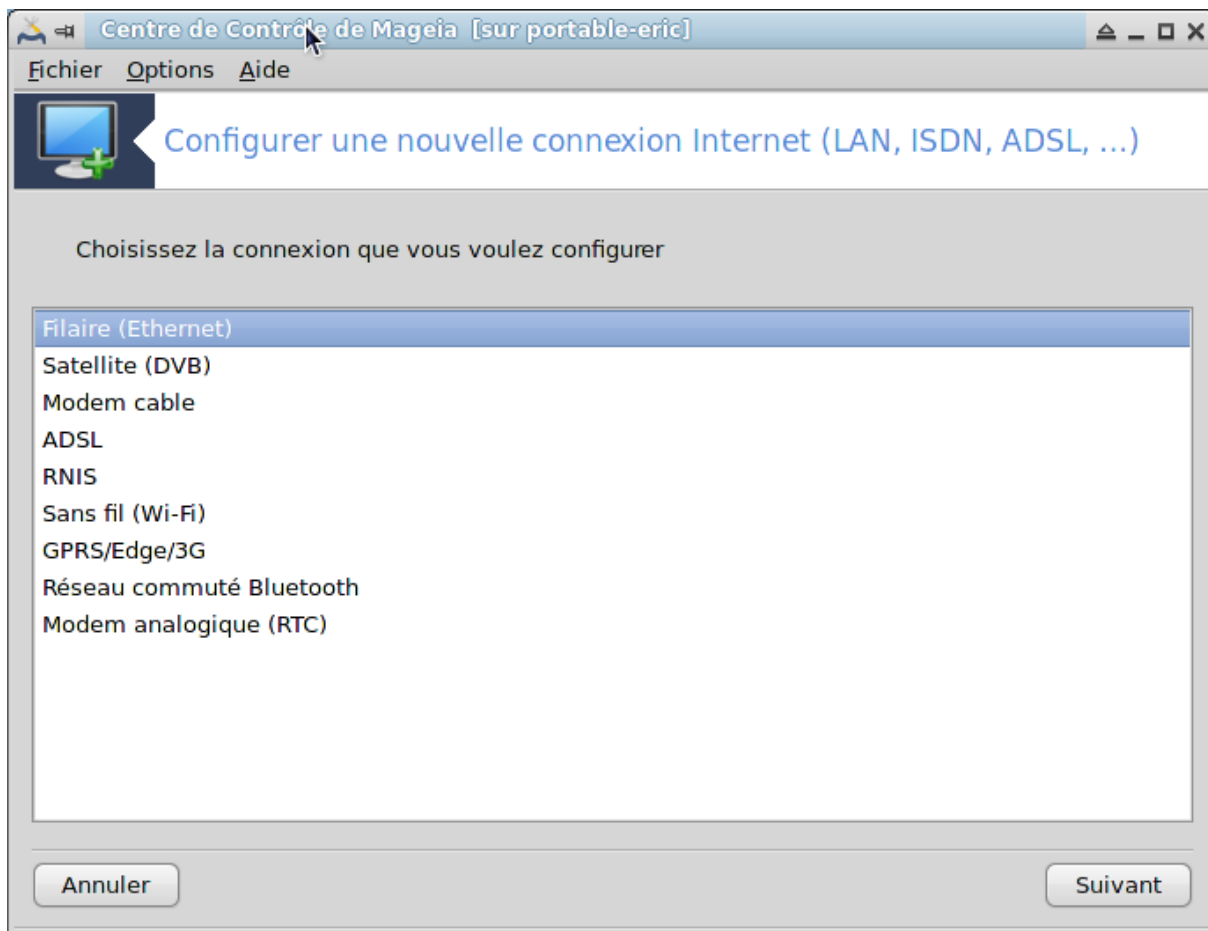 Centre de Contrôle de Mageia [sur portable-eric]
Fichier Options Aide
Configurer une nouvelle connexion Internet (LAN, ISDN, ADSL, ...)
Choisissez la connexion que vous voulez configurer
Filaire (Ethernet)
Satellite (DVB)
Modem cable
ADSL
RNIS
Sans fil (Wi-Fi)
GPRS/Edge/3G
Réseau commuté Bluetooth
Modem analogique (RTC)
Annuler Suivant